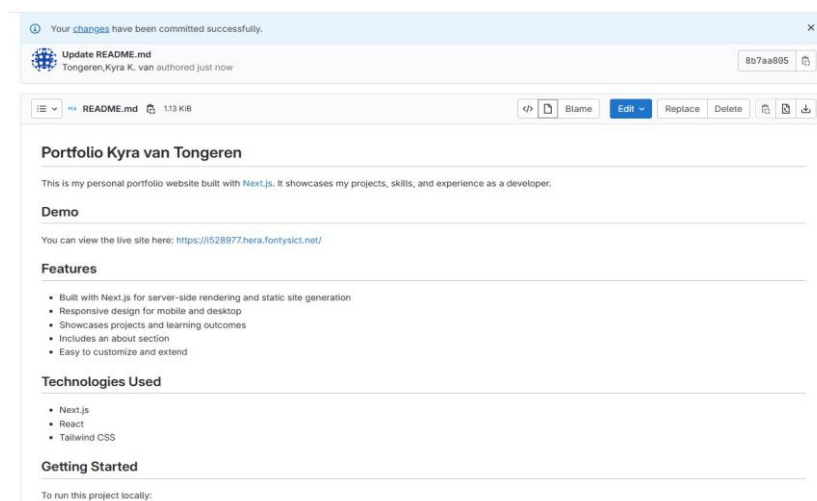 Your changes have been committed successfully.
Update README.md
Tongeren,Kyra K. van authored just now
8b7aa805
README.md 1.13 KiB
Blame
Edit
Replace
Delete
Portfolio Kyra van Tongeren
This is my personal portfolio website built with Next.js. It showcases my projects, skills, and experience as a developer.
Demo
You can view the live site here: https://i528977.hera.fontysict.net/
Features
• Built with Next.js for server-side rendering and static site generation
• Responsive design for mobile and desktop
• Showcases projects and learning outcomes
• Includes an about section
• Easy to customize and extend
Technologies Used
• Next.js
• React
• Tailwind CSS
Getting Started
To run this project locally: